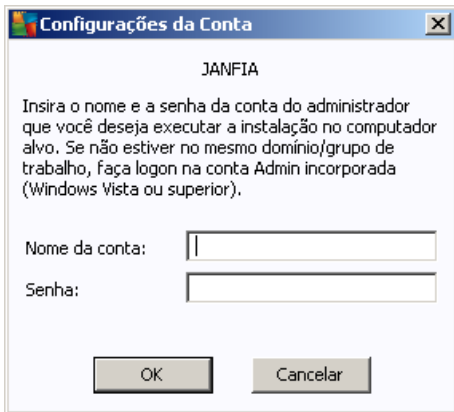 Configurações da Conta
JANFIA
Insira o nome e a senha da conta do administrador
que você deseja executar a instalação no computador
alvo. Se não estiver no mesmo domínio/grupo de
trabalho, faça logon na conta Admin incorporada
(Windows Vista ou superior).
Nome da conta:
Senha:
OK
Cancelar